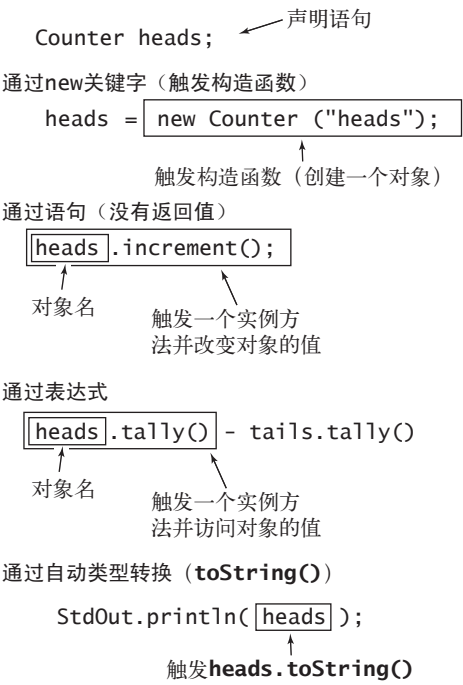 声明语句
Counter heads;
通过new关键字（触发构造函数）
heads = new Counter ("heads");
触发构造函数（创建一个对象）
通过语句（没有返回值）
heads.increment();
对象名
触发一个实例方
法并改变对象的值
通过表达式
heads.tally() - tails.tally()
对象名
触发一个实例方
法并访问对象的值
通过自动类型转换（toString()）
StdOut.println( heads );
触发heads.toString()